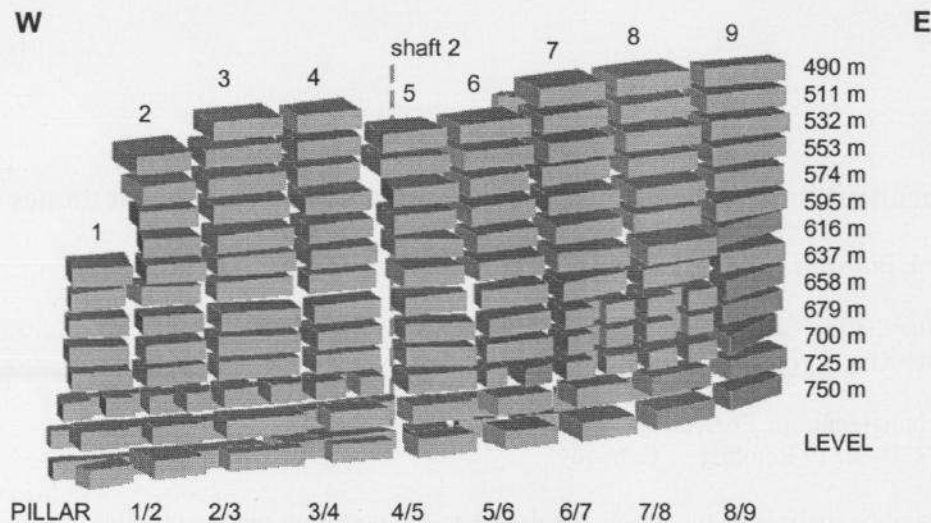 W E
shaft 2
1 2 3 4 5 6 7 8 9
490 m
511 m
532 m
553 m
574 m
595 m
616 m
637 m
658 m
679 m
700 m
725 m
750 m
LEVEL
PILLAR 1/2 2/3 3/4 4/5 5/6 6/7 7/8 8/9